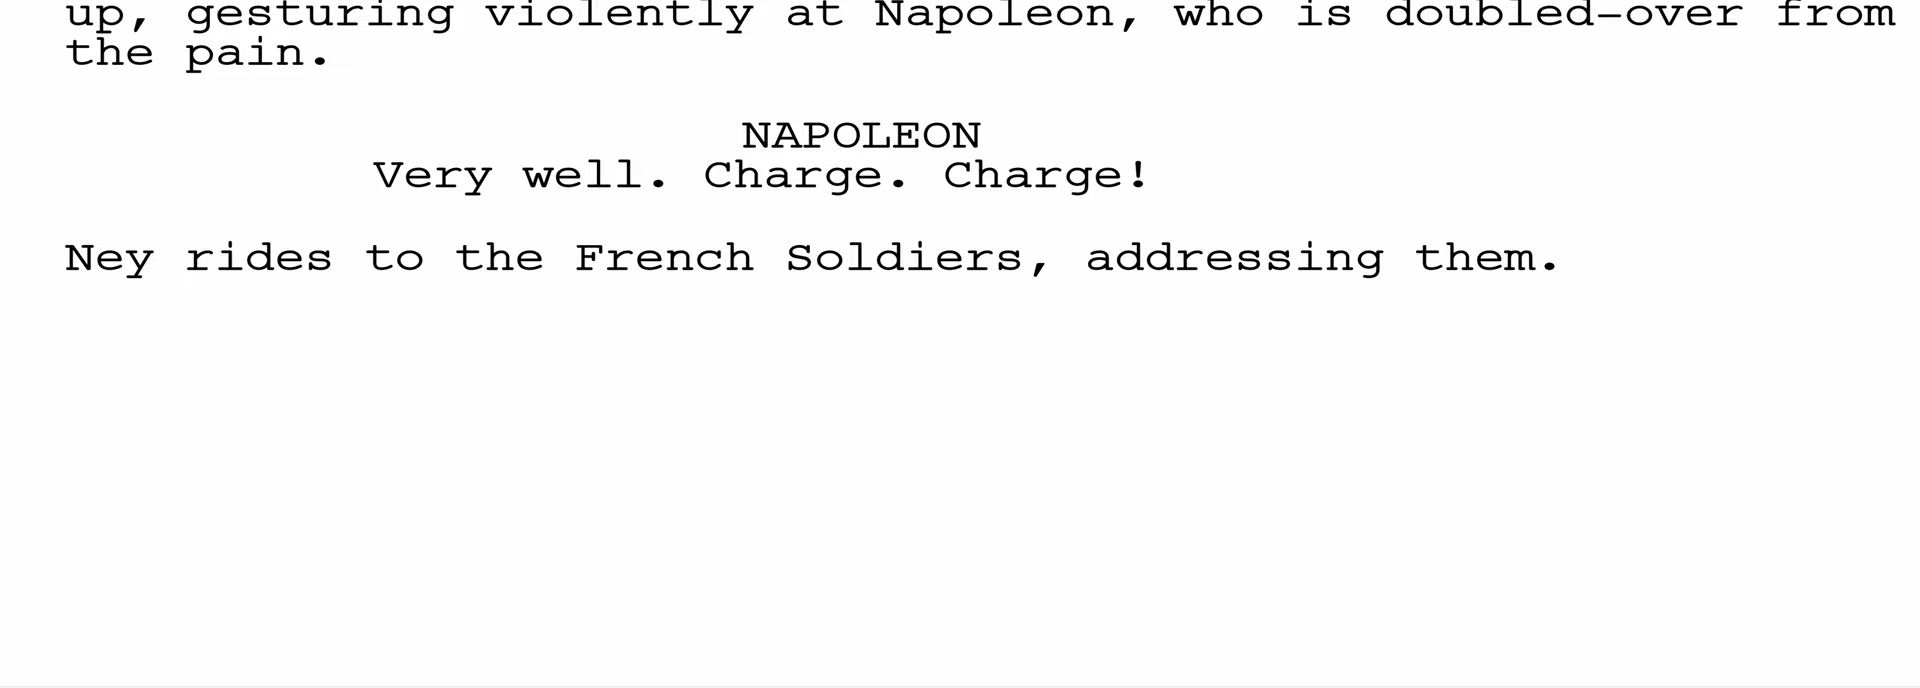 up, gesturing violently at Napoleon, who is doubled-over from
the pain.
NAPOLEON
Very well. Charge. Charge!
Ney rides to the French Soldiers, addressing them.